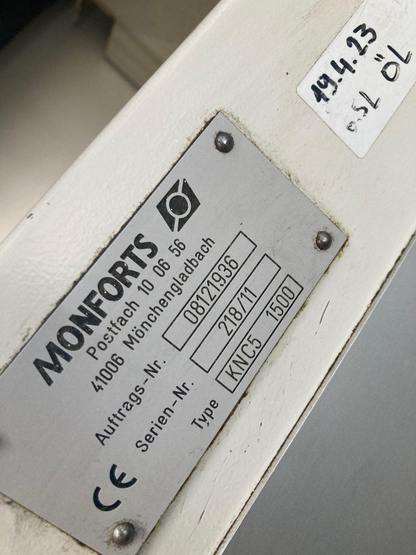 19.4.23
0.5L ÖL
MONFORTS
Postfach 10 06 56
41006 Mönchengladbach
Auftrags-Nr. 08121936
Serien-Nr. 218/11
Type KNC5 1500
CE